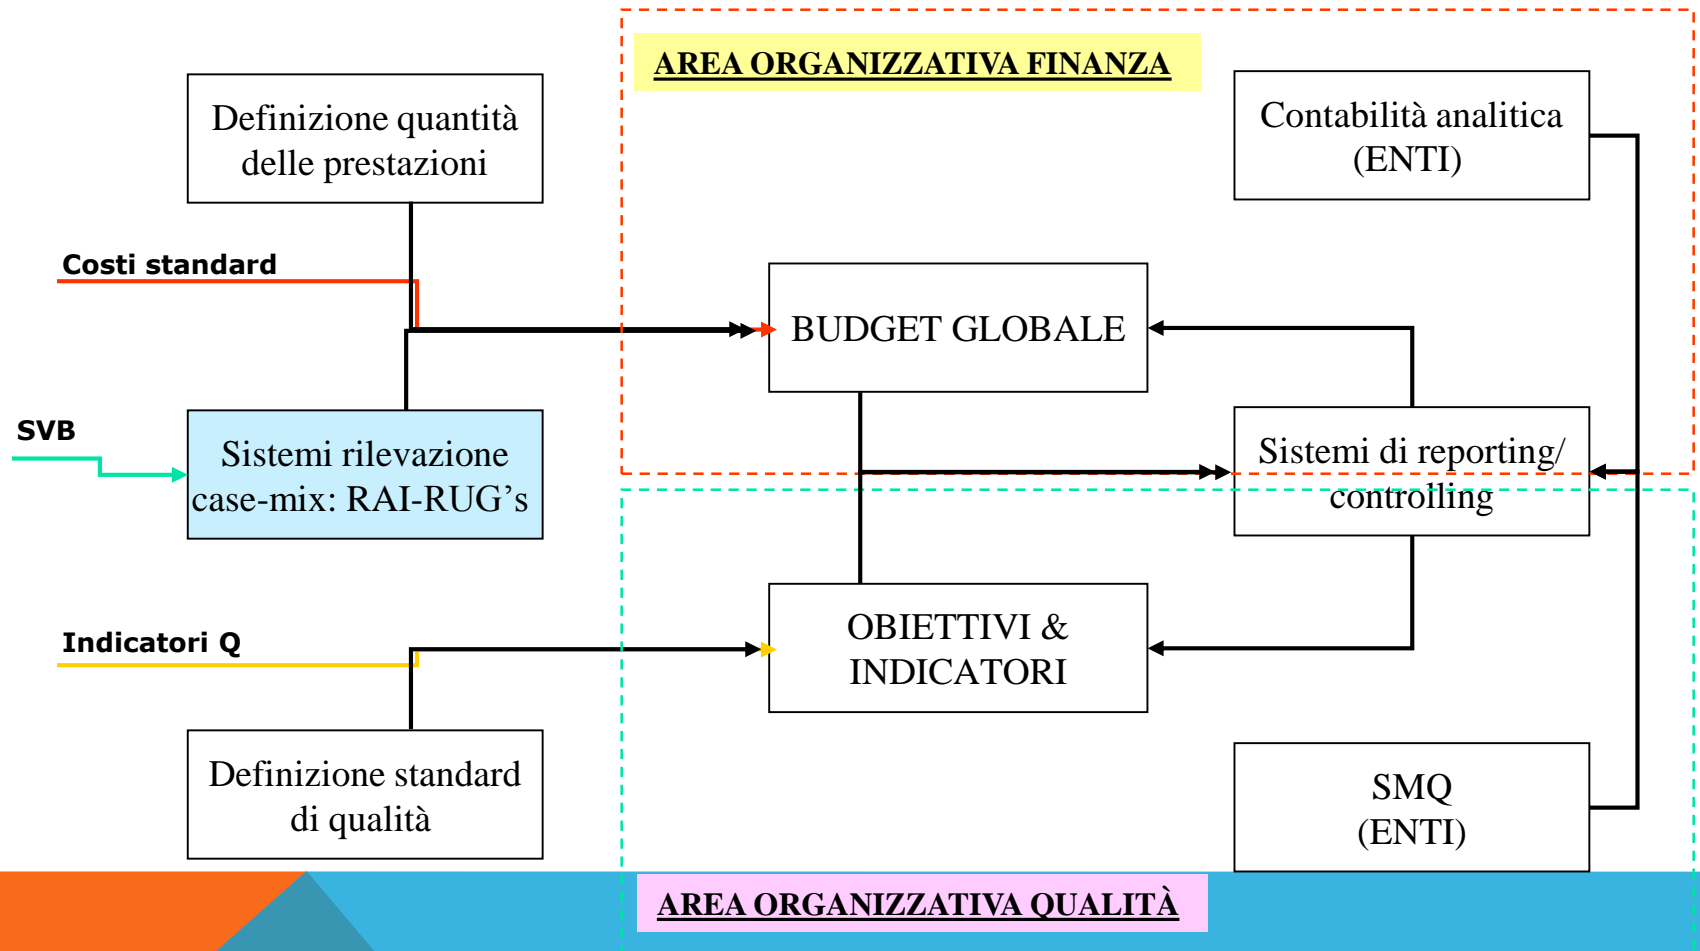 AREA ORGANIZZATIVA FINANZA
Definizione quantità
delle prestazioni
Contabilità analitica
(ENTI)
Costi standard
BUDGET GLOBALE
SVB
Sistemi rilevazione
case-mix: RAI-RUG’s
Sistemi di reporting/
controlling
Indicatori Q
OBIETTIVI &
INDICATORI
Definizione standard
di qualità
SMQ
(ENTI)
AREA ORGANIZZATIVA QUALITÀ